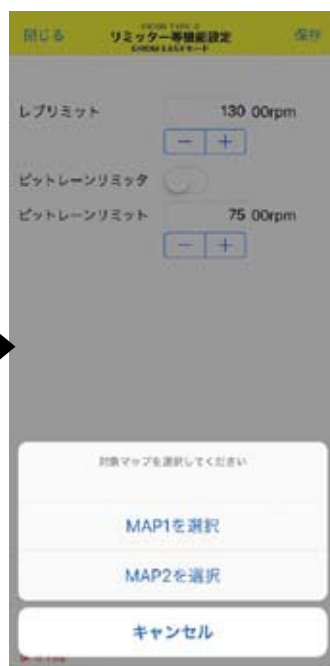 閉じる
リミッター等機能設定
保存
レブリミット
130 00rpm
− +
ピットレーンリミッタ
ピットレーンリミット
75 00rpm
− +
対象マップを選択してください
MAP1を選択
MAP2を選択
キャンセル